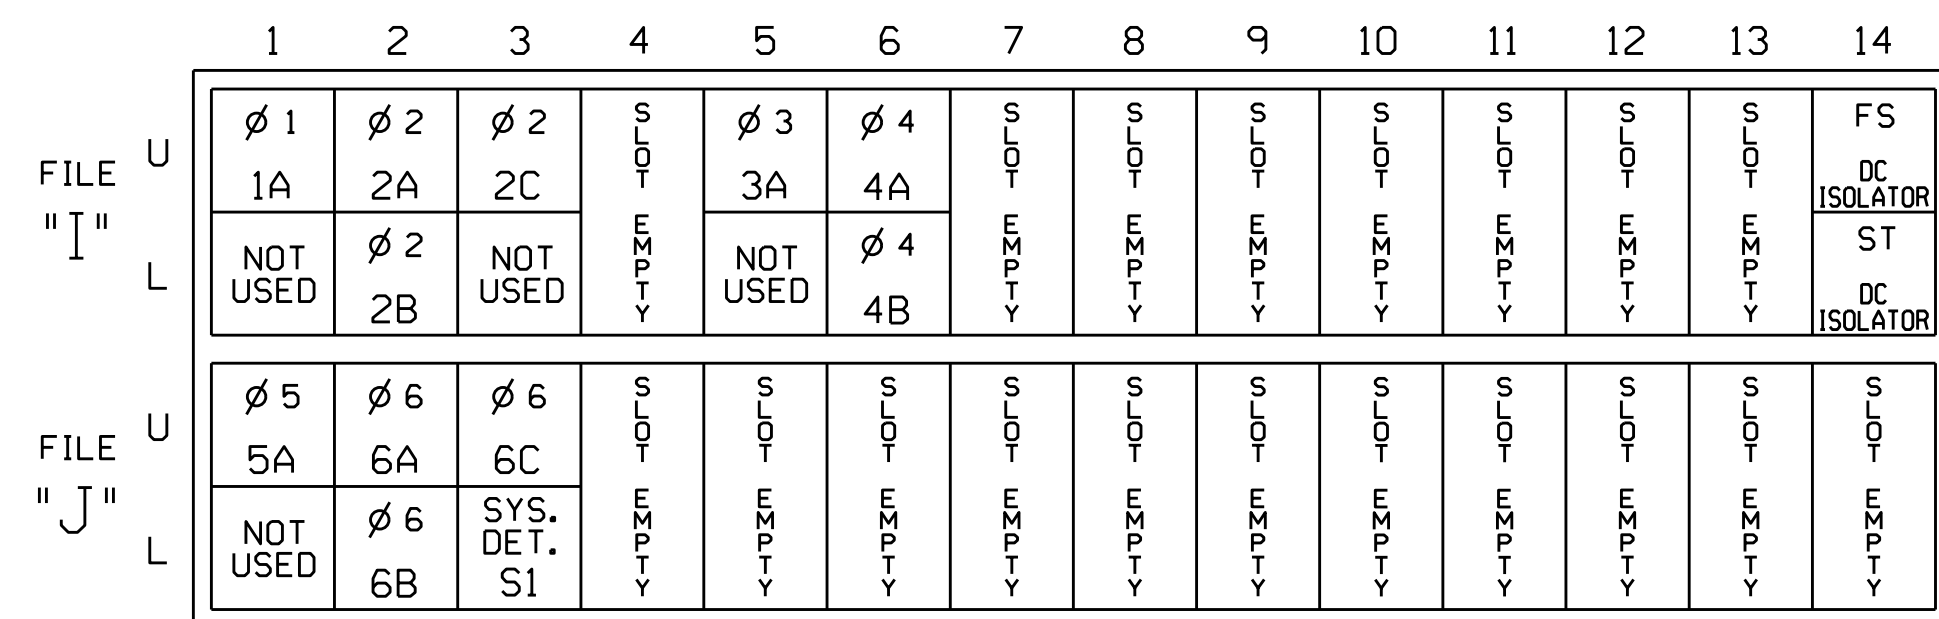 1 2 3 4 5 6 7 8 9 10 11 12 13 14
FILE "I"
U
L
Ø 1
1A
NOT
USED
Ø 2
2A
Ø 2
2B
Ø 2
2C
NOT
USED
SLOT EMPTY
Ø 3
3A
NOT
USED
Ø 4
4A
Ø 4
4B
SLOT EMPTY
SLOT EMPTY
SLOT EMPTY
SLOT EMPTY
SLOT EMPTY
SLOT EMPTY
SLOT EMPTY
FS
DC
ISOLATOR
ST
DC
ISOLATOR
FILE "J"
U
L
Ø 5
5A
NOT
USED
Ø 6
6A
Ø 6
6B
Ø 6
6C
SYS.
DET.
S1
SLOT EMPTY
SLOT EMPTY
SLOT EMPTY
SLOT EMPTY
SLOT EMPTY
SLOT EMPTY
SLOT EMPTY
SLOT EMPTY
SLOT EMPTY
SLOT EMPTY
SLOT EMPTY